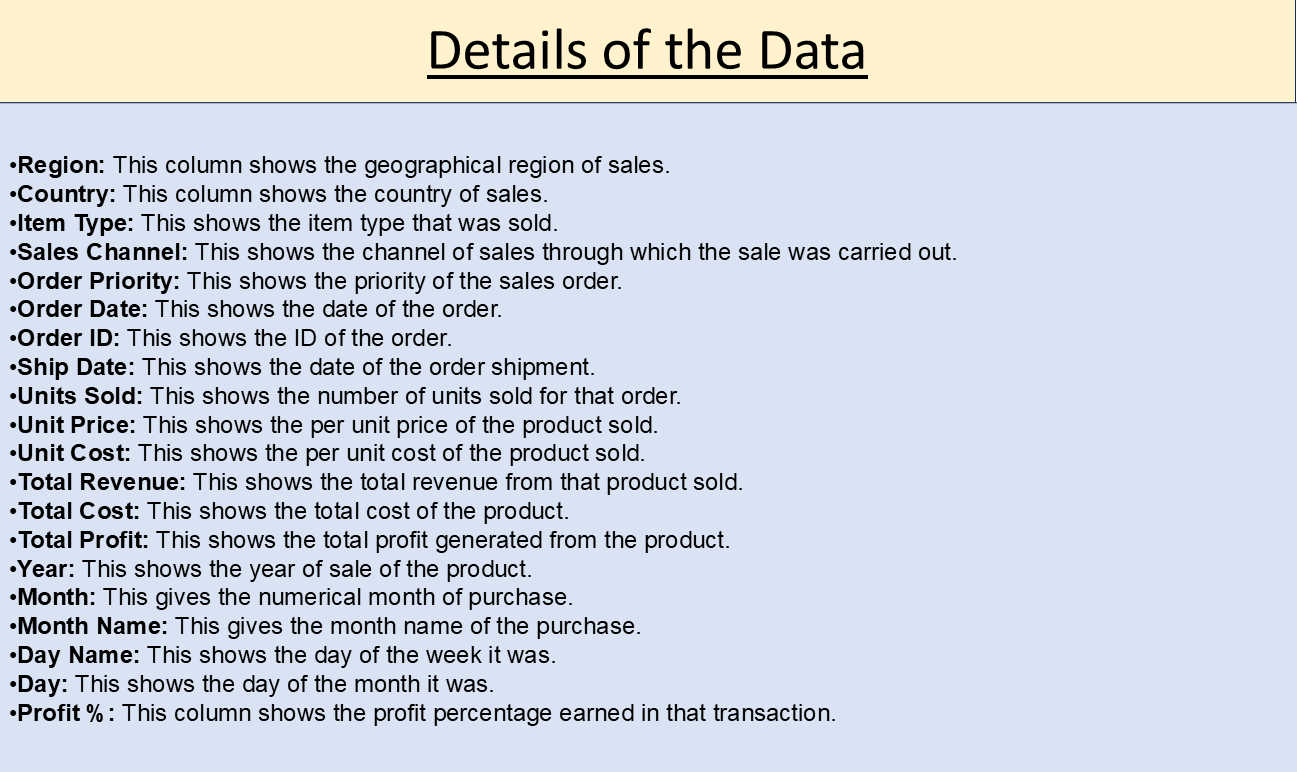 Details of the Data
•Region: This column shows the geographical region of sales.
•Country: This column shows the country of sales.
•Item Type: This shows the item type that was sold.
•Sales Channel: This shows the channel of sales through which the sale was carried out.
•Order Priority: This shows the priority of the sales order.
•Order Date: This shows the date of the order.
•Order ID: This shows the ID of the order.
•Ship Date: This shows the date of the order shipment.
•Units Sold: This shows the number of units sold for that order.
•Unit Price: This shows the per unit price of the product sold.
•Unit Cost: This shows the per unit cost of the product sold.
•Total Revenue: This shows the total revenue from that product sold.
•Total Cost: This shows the total cost of the product.
•Total Profit: This shows the total profit generated from the product.
•Year: This shows the year of sale of the product.
•Month: This gives the numerical month of purchase.
•Month Name: This gives the month name of the purchase.
•Day Name: This shows the day of the week it was.
•Day: This shows the day of the month it was.
•Profit % : This column shows the profit percentage earned in that transaction.